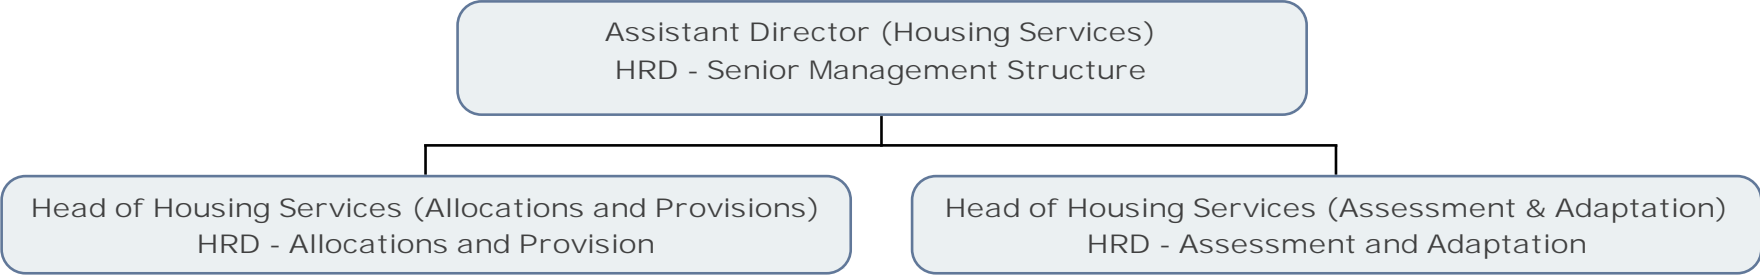 Assistant Director (Housing Services)
HRD - Senior Management Structure
Head of Housing Services (Allocations and Provisions)
HRD - Allocations and Provision
Head of Housing Services (Assessment & Adaptation)
HRD - Assessment and Adaptation